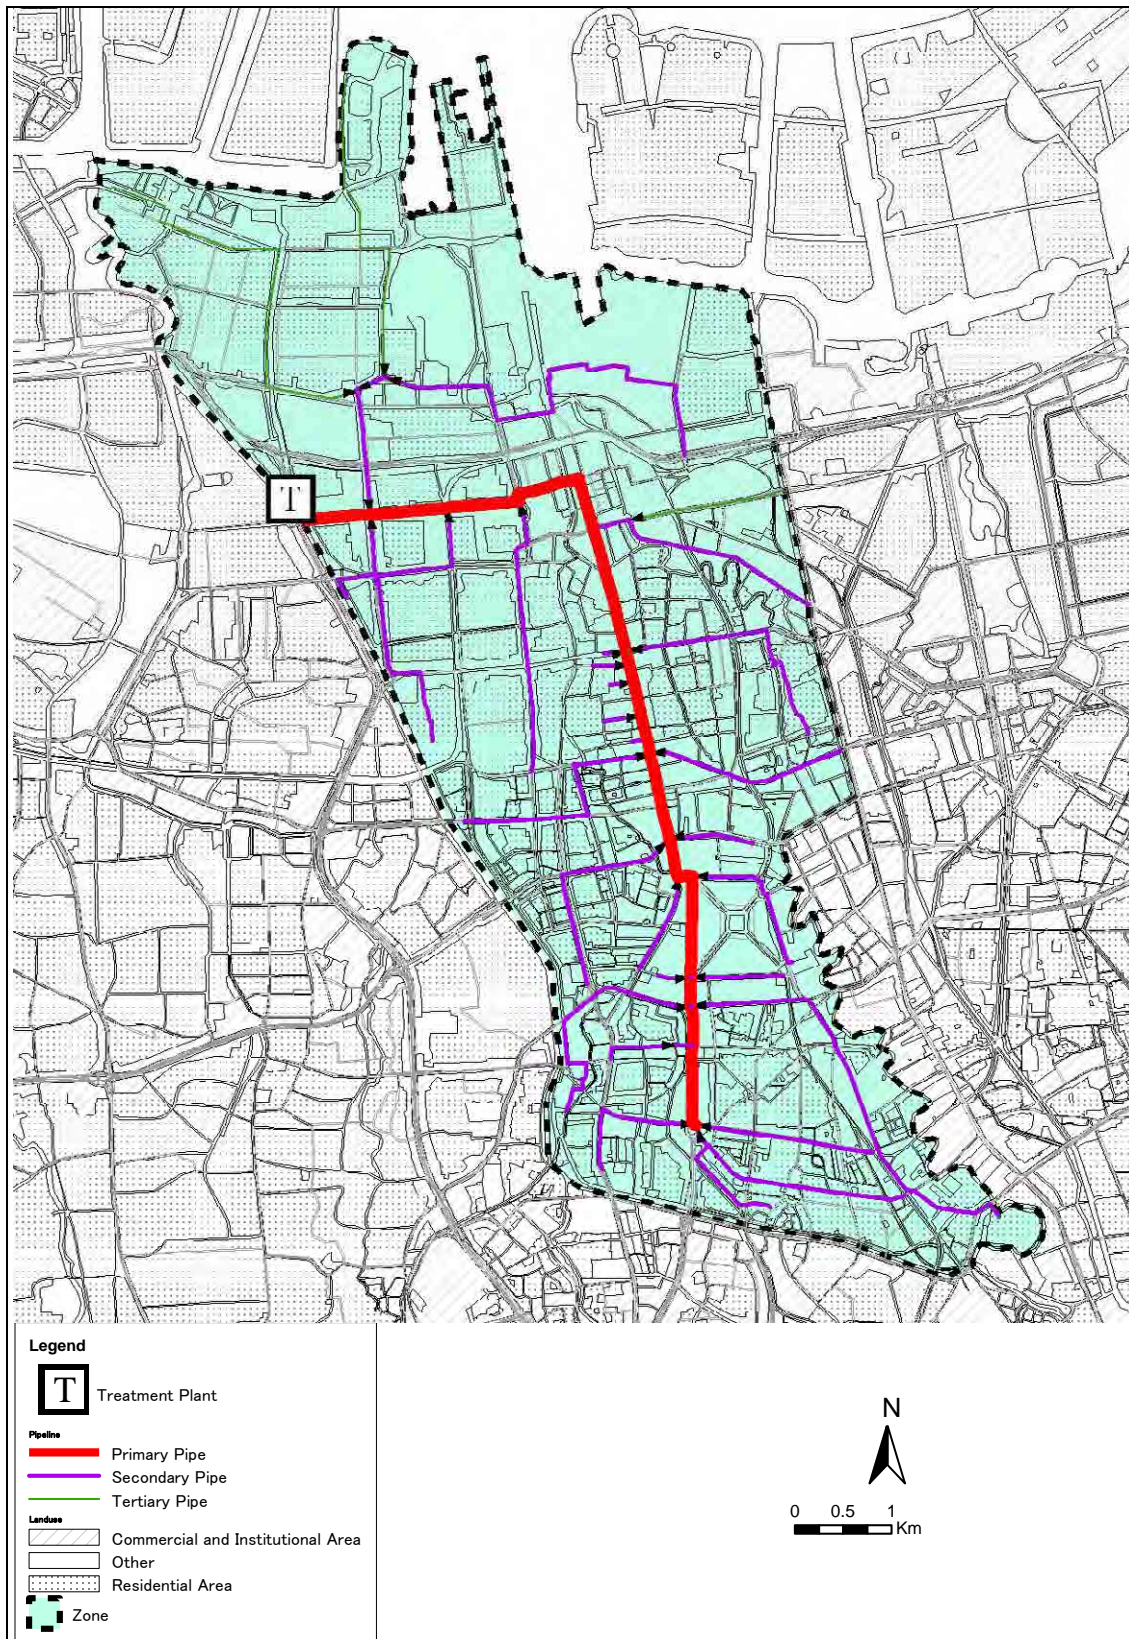 T
Legend
T
Treatment Plant
Pipeline
Primary Pipe
Secondary Pipe
Tertiary Pipe
Landuse
Commercial and Institutional Area
Other
Residential Area
Zone
N
0 0.5 1
Km